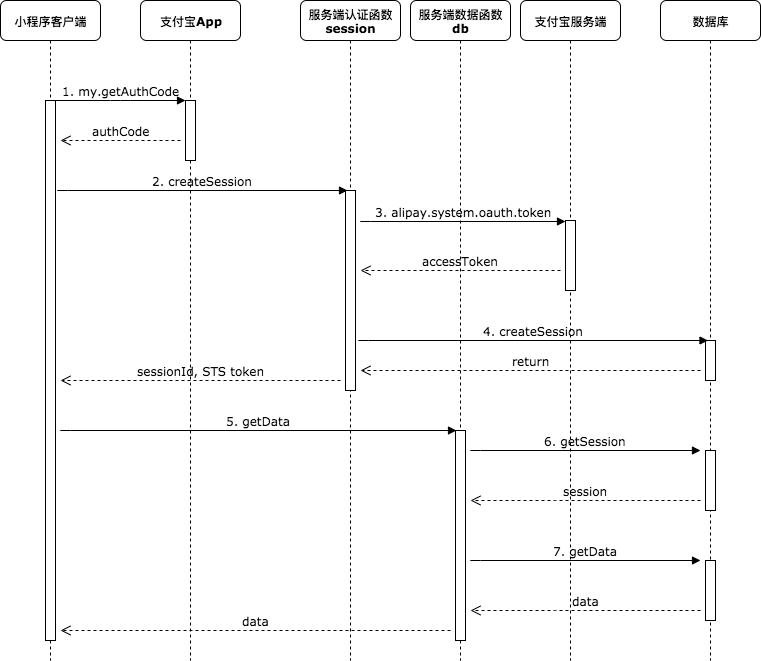 小程序客户端
支付宝App
服务端认证函数
session
服务端数据函数
db
支付宝服务端
数据库
1. my.getAuthCode
authCode
2. createSession
3. alipay.system.oauth.token
accessToken
4. createSession
return
sessionId, STS token
5. getData
6. getSession
session
7. getData
data
data